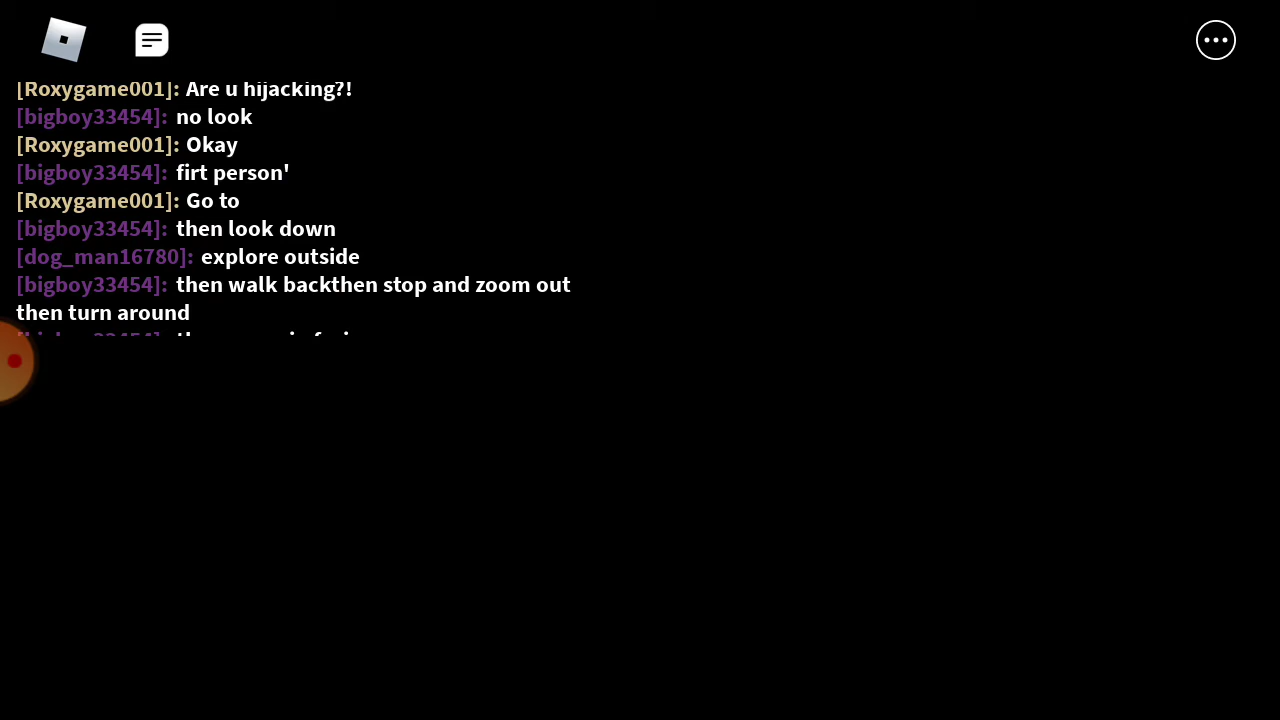 [Roxygame001]: Are u hijacking?!
[bigboy33454]: no look
[Roxygame001]: Okay
[bigboy33454]: firt person'
[Roxygame001]: Go to
[bigboy33454]: then look down
[dog_man16780]: explore outside
[bigboy33454]: then walk backthen stop and zoom out
then turn around
[bigboy33454]: